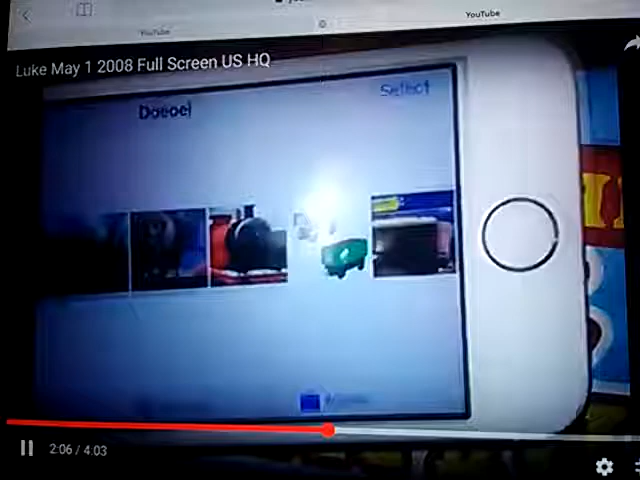 YouTube
YouTube
Luke May 1 2008 Full Screen US HQ
Select
2:06 / 4:03